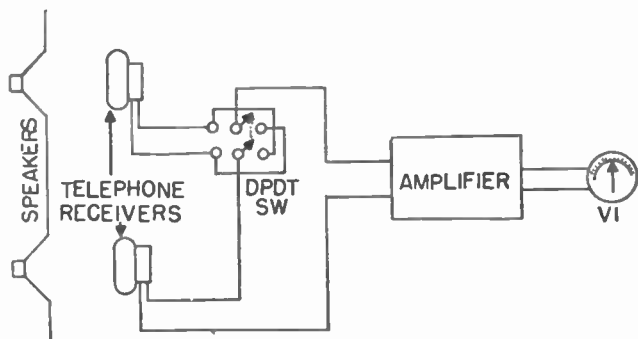 SPEAKERS
TELEPHONE
RECEIVERS
DPDT
SW
AMPLIFIER
VI